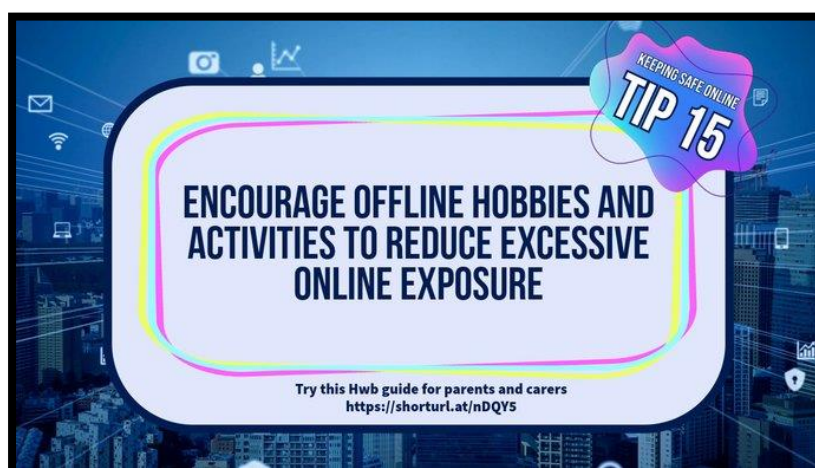 KEEPING SAFE ONLINE
TIP 15
ENCOURAGE OFFLINE HOBBIES AND
ACTIVITIES TO REDUCE EXCESSIVE
ONLINE EXPOSURE
Try this Hwb guide for parents and carers
https://shorturl.at/nDQY5